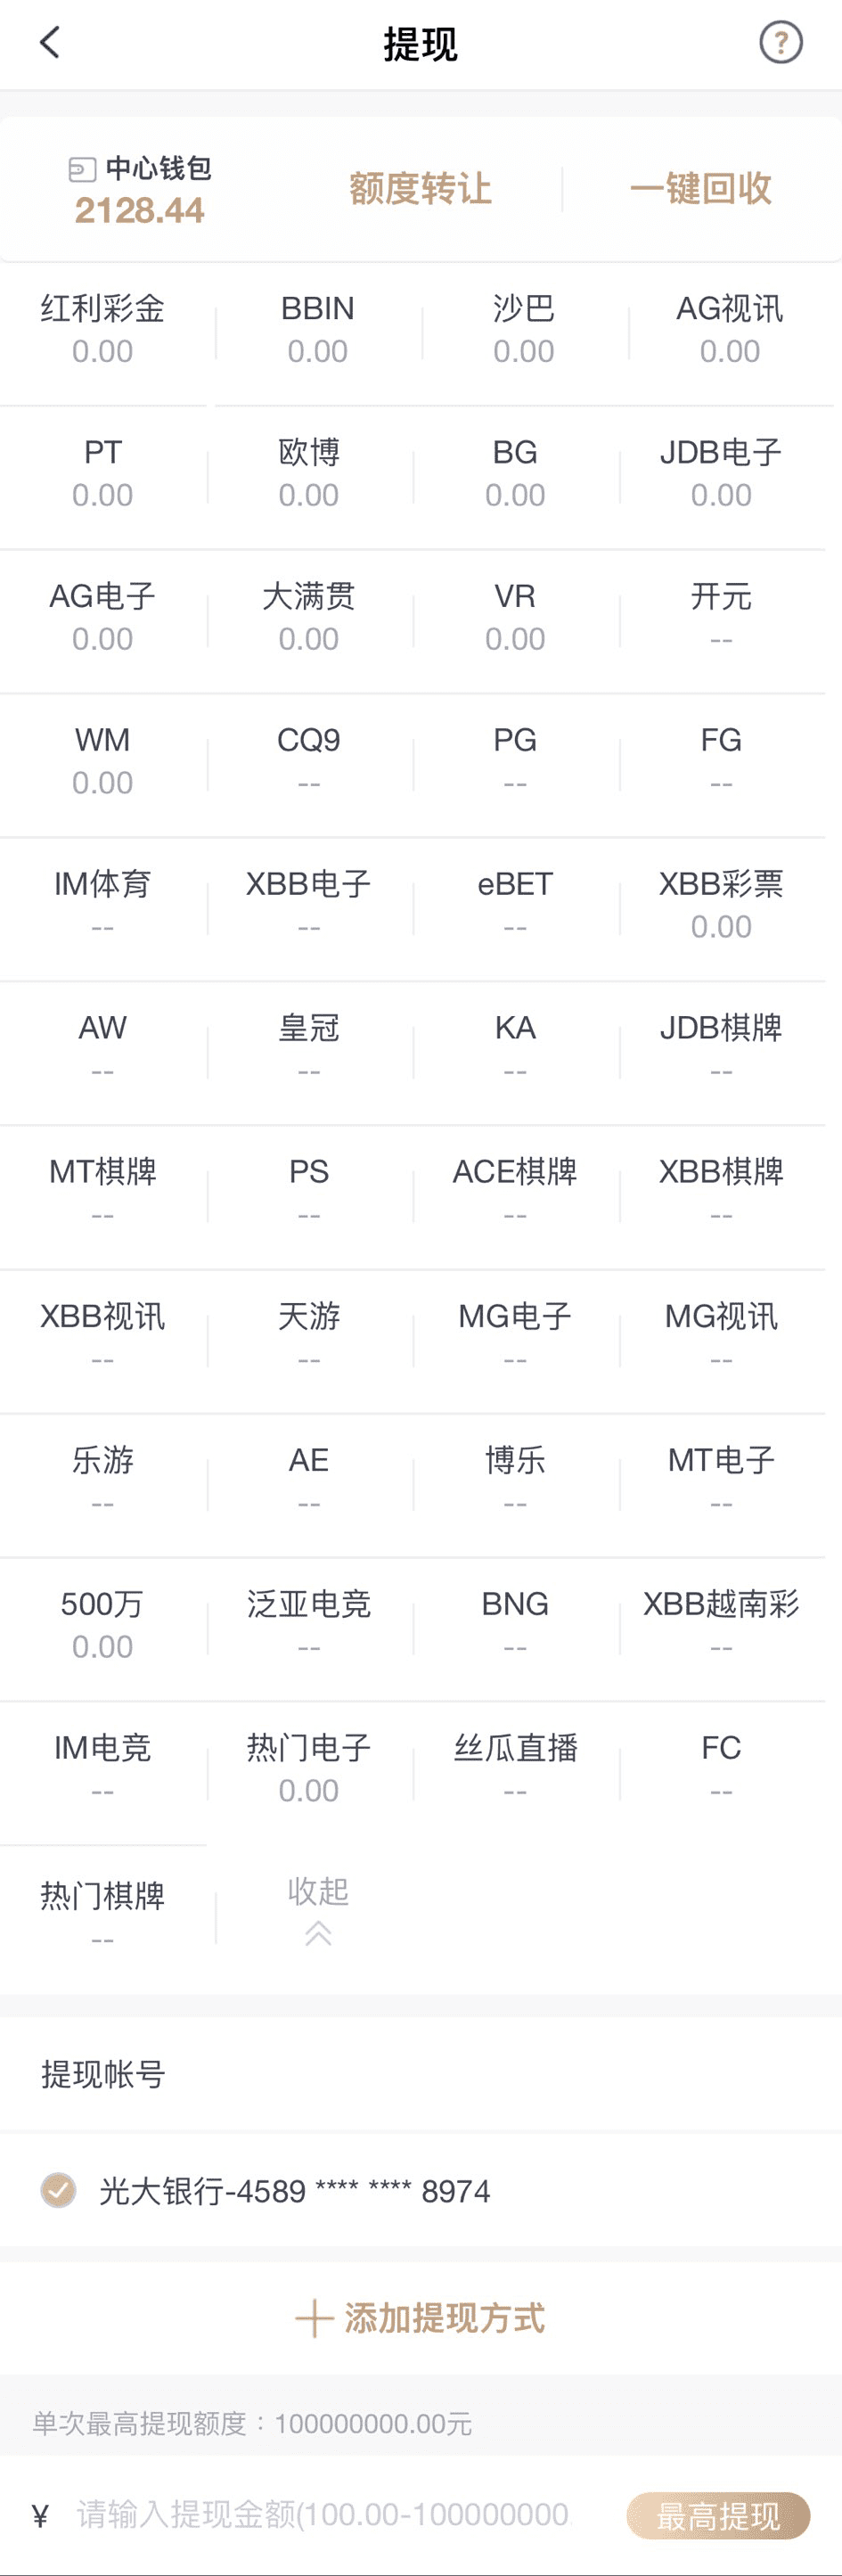 提现
?
中心钱包
2128.44
额度转让
一键回收
红利彩金 BBIN 沙巴 AG视讯
0.00 0.00 0.00 0.00
PT 欧博 BG JDB电子
0.00 0.00 0.00 0.00
AG电子 大满贯 VR 开元
0.00 0.00 0.00 --
WM CQ9 PG FG
0.00 -- -- --
IM体育 XBB电子 eBET XBB彩票
-- -- -- 0.00
AW 皇冠 KA JDB棋牌
-- -- -- --
MT棋牌 PS ACE棋牌 XBB棋牌
-- -- -- --
XBB视讯 天游 MG电子 MG视讯
-- -- -- --
乐游 AE 博乐 MT电子
-- -- -- --
500万 泛亚电竞 BNG XBB越南彩
0.00 -- -- --
IM电竞 热门电子 丝瓜直播 FC
-- 0.00 -- --
热门棋牌 收起
--
提现帐号
光大银行-4589 **** **** 8974
添加提现方式
单次最高提现额度：100000000.00元
¥ 请输入提现金额(100.00-100000000 最高提现